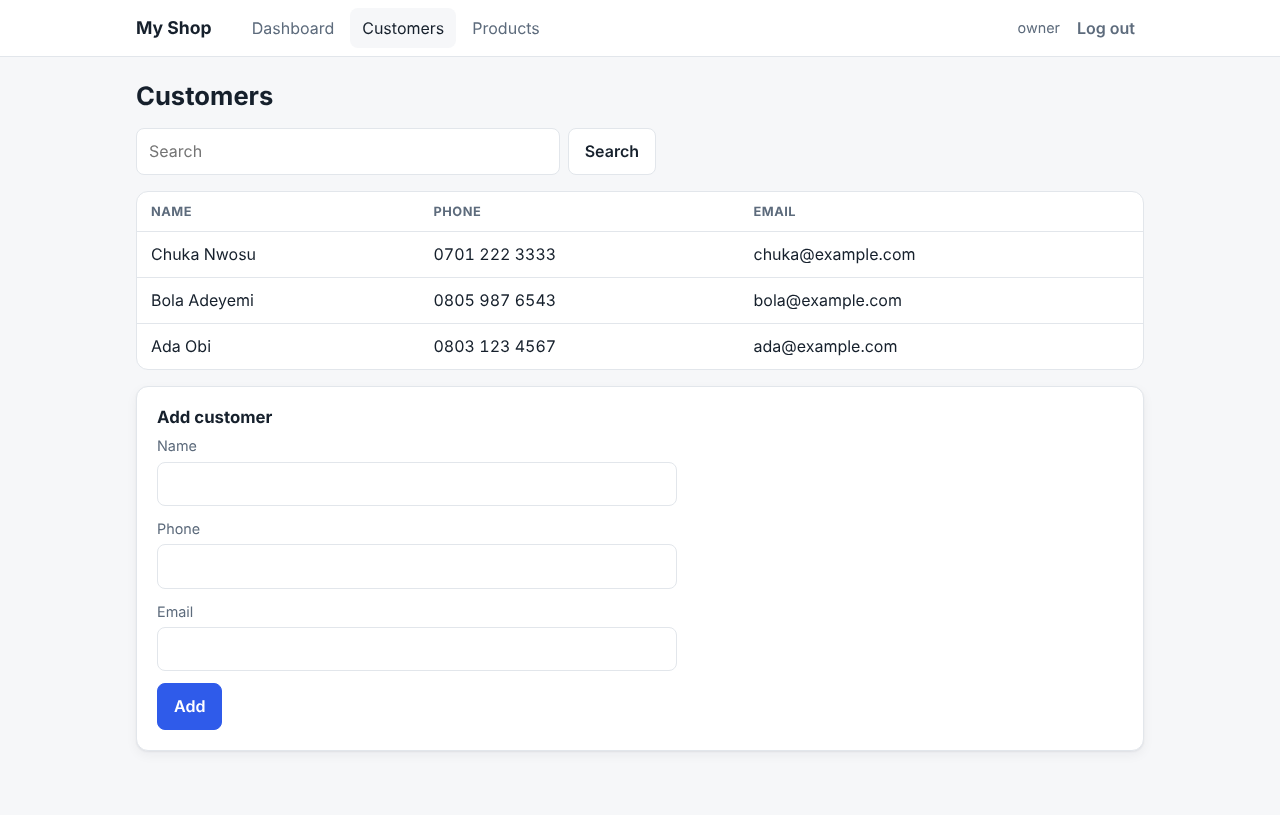 My Shop Dashboard Customers Products owner Log out
Customers
Search Search
NAME PHONE EMAIL
Chuka Nwosu 0701 222 3333 chuka@example.com
Bola Adeyemi 0805 987 6543 bola@example.com
Ada Obi 0803 123 4567 ada@example.com
Add customer
Name
Phone
Email
Add